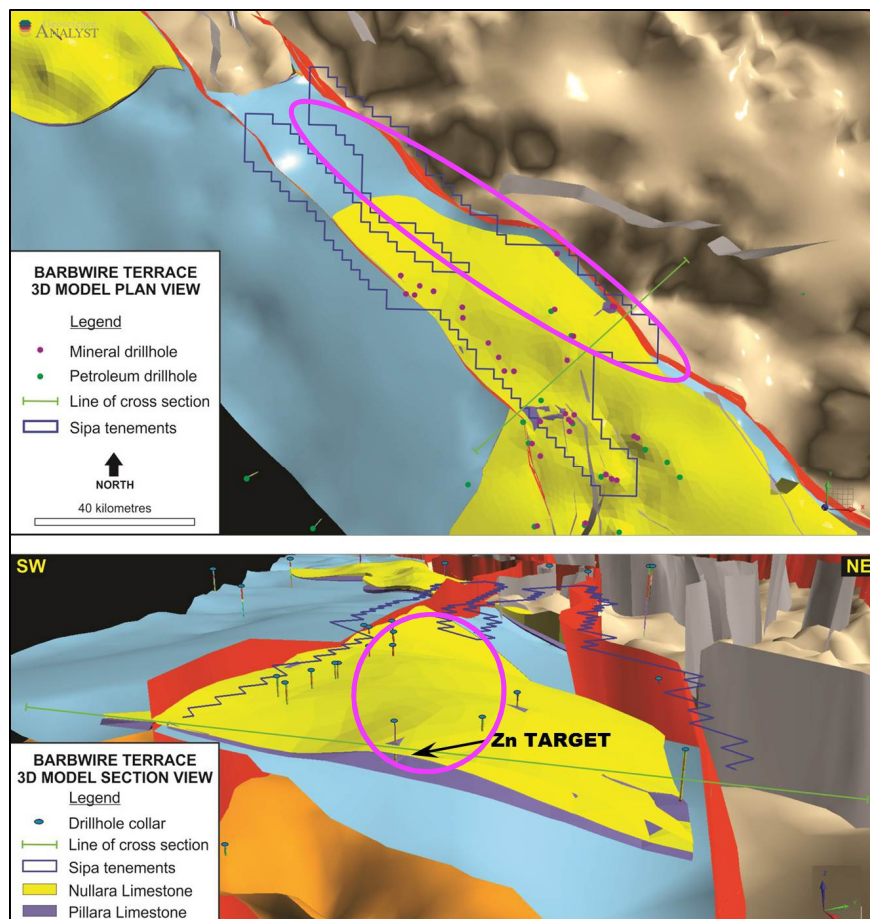 Geoscience
ANALYST
BARBWIRE TERRACE
3D MODEL PLAN VIEW
Legend
Mineral drillhole
Petroleum drillhole
Line of cross section
Sipa tenements
NORTH
40 kilometres
SW
NE
Zn TARGET
BARBWIRE TERRACE
3D MODEL SECTION VIEW
Legend
Drillhole collar
Line of cross section
Sipa tenements
Nullara Limestone
Pillara Limestone